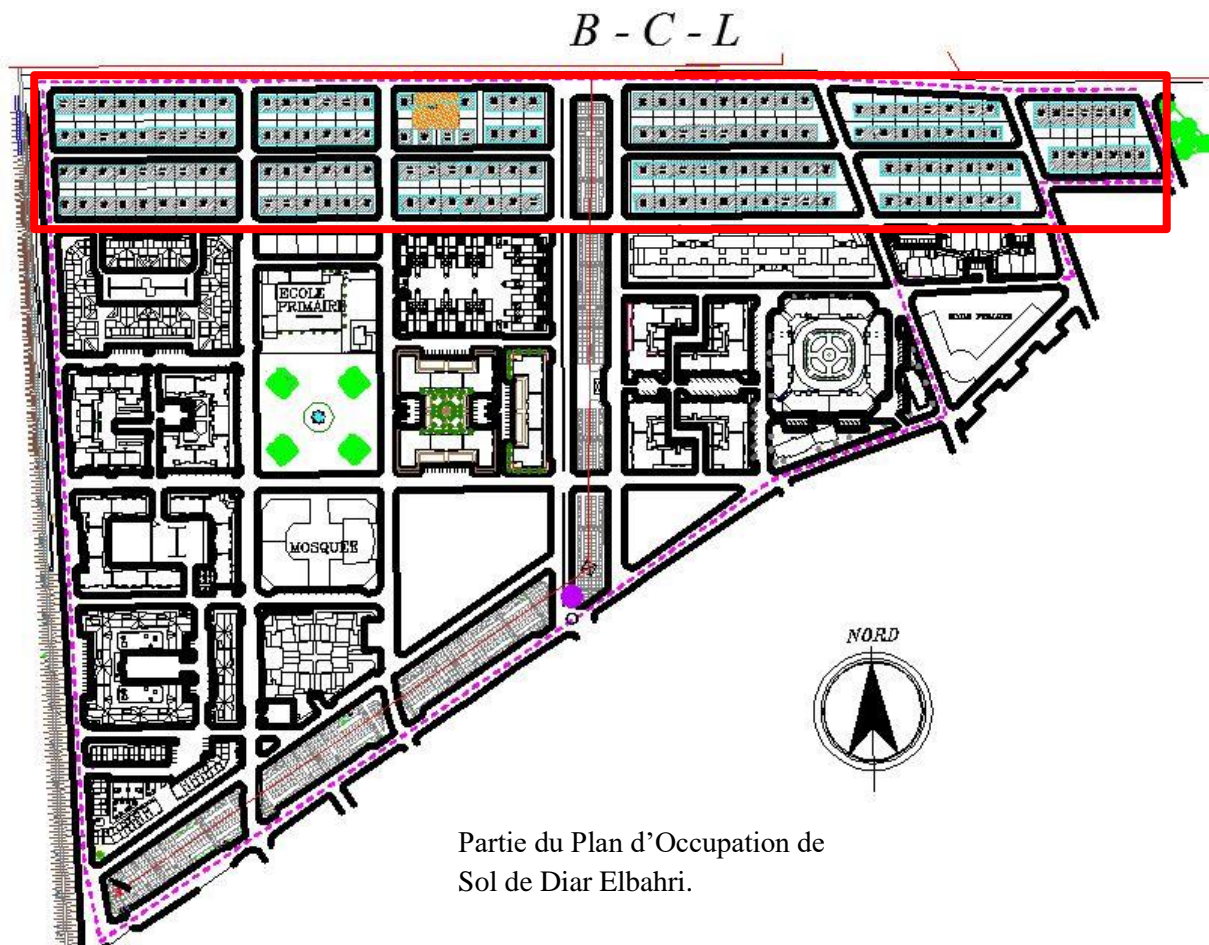 B - C - L
ECOLE
PRIMAIRE
MOSQUEE
NORD
Partie du Plan d’Occupation de
Sol de Diar Elbahri.